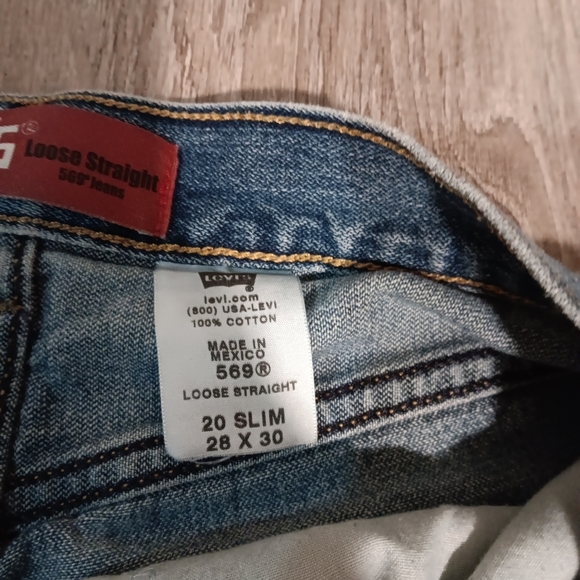 Loose Straight
569® Jeans
Levi's
levi.com
(800) USA-LEVI
100% COTTON
MADE IN
MEXICO
569®
LOOSE STRAIGHT
20 SLIM
28 X 30